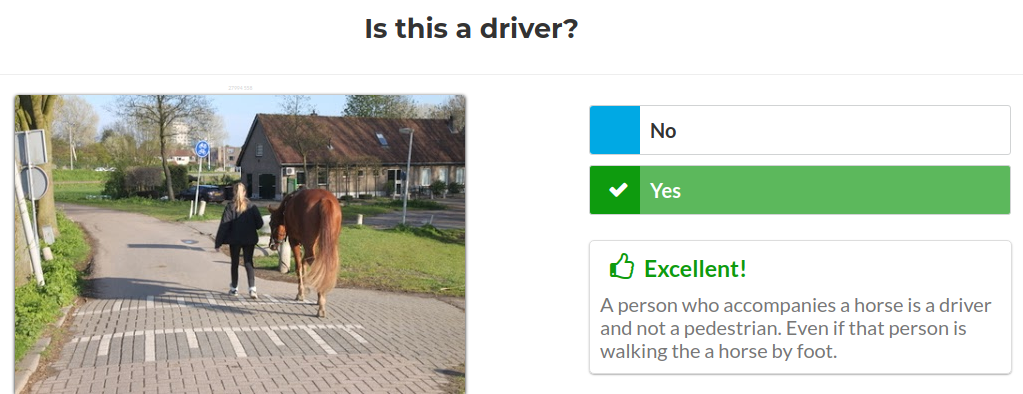 Is this a driver?
No
Yes
Excellent!
A person who accompanies a horse is a driver
and not a pedestrian. Even if that person is
walking the a horse by foot.